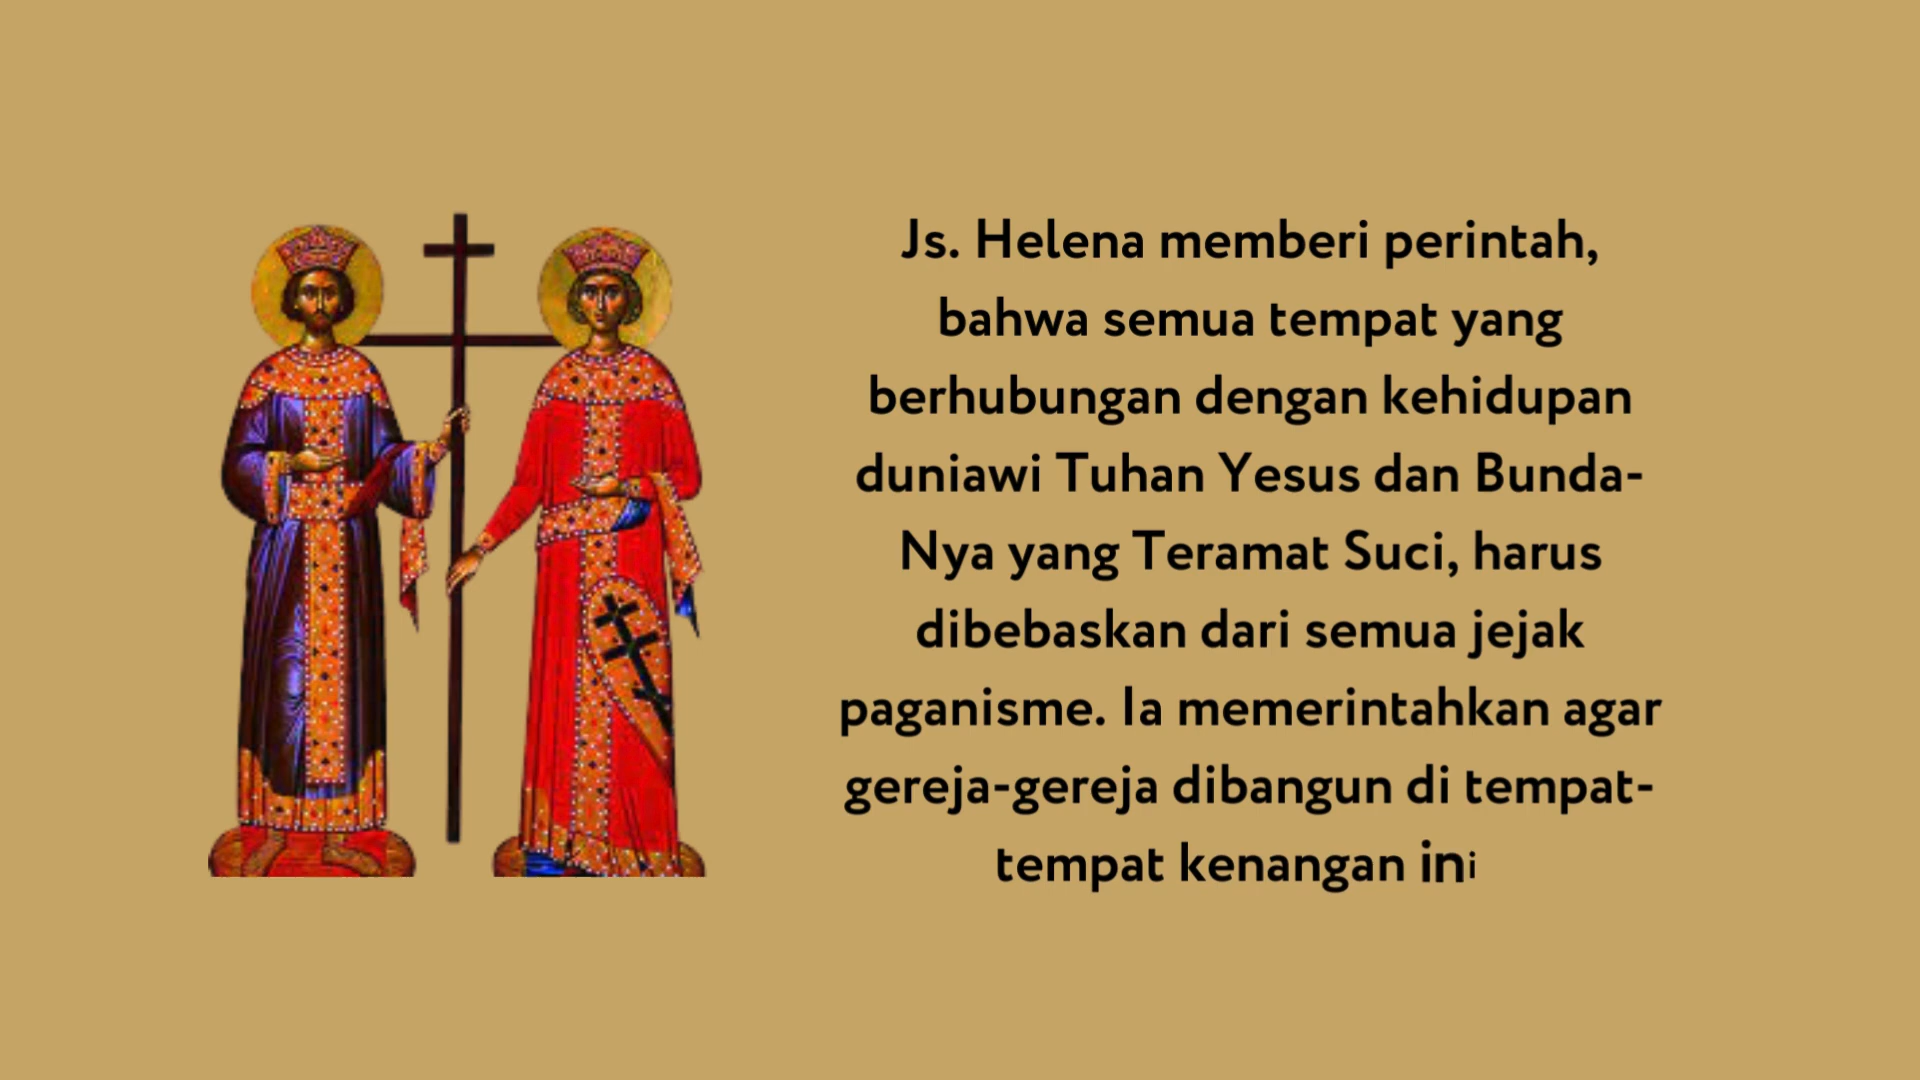 Js. Helena memberi perintah,
bahwa semua tempat yang
berhubungan dengan kehidupan
duniawi Tuhan Yesus dan Bunda-
Nya yang Teramat Suci, harus
dibebaskan dari semua jejak
paganisme. Ia memerintahkan agar
gereja-gereja dibangun di tempat-
tempat kenangan ini